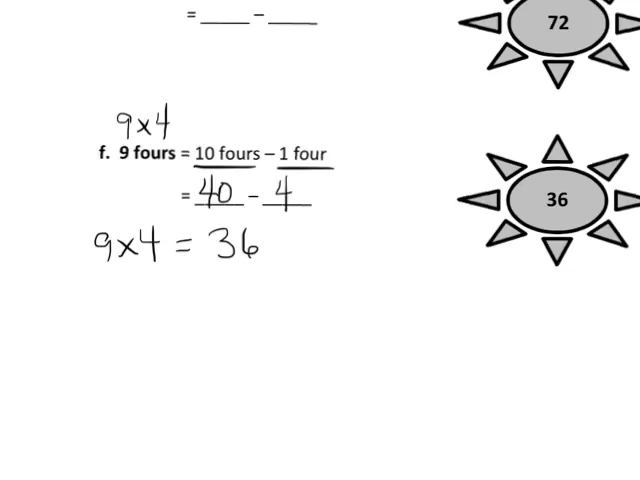 = ____ – ____
72
9x4
f. 9 fours = 10 fours – 1 four
= 40 - 4
36
9x4 = 36